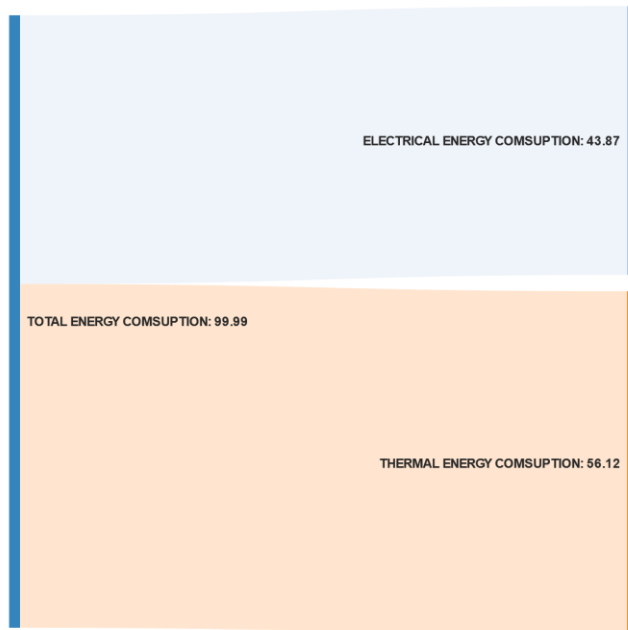 ELECTRICAL ENERGY COMSUPTION: 43.87
TOTAL ENERGY COMSUPTION: 99.99
THERMAL ENERGY COMSUPTION: 56.12